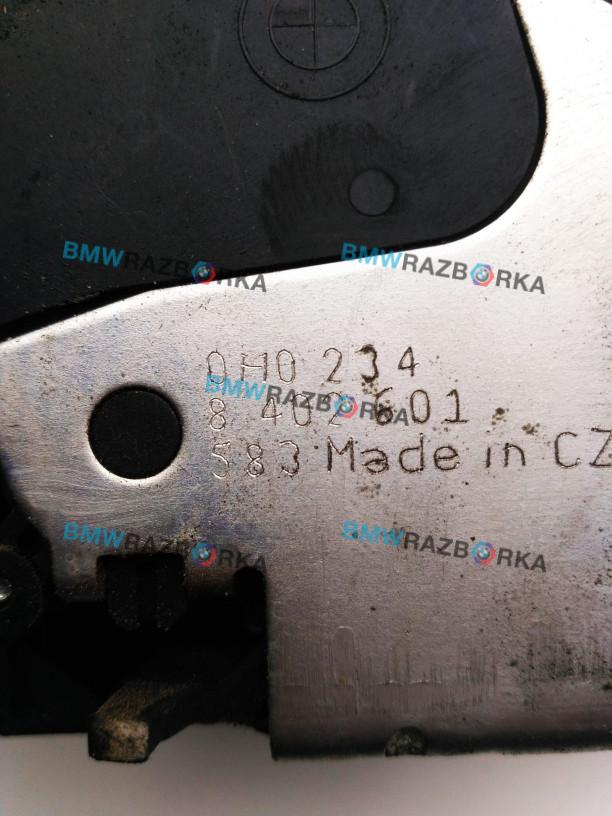 BMWRAZBORKA
BMWRAZBORKA
0H0 234
8 402 601
BMWRAZBORKA
583 Made in CZ
BMWRAZBORKA
BMWRAZBORKA